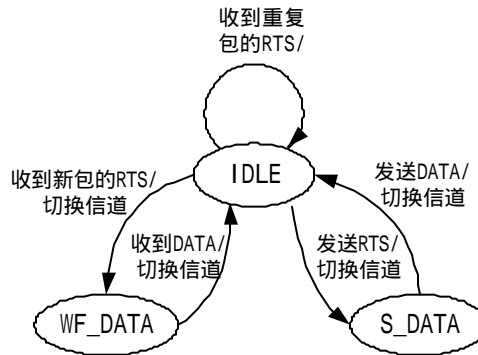 收到重复
包的RTS/
IDLE
收到新包的RTS/
切换信道
发送DATA/
切换信道
收到DATA/
切换信道
发送RTS/
切换信道
WF_DATA
S_DATA